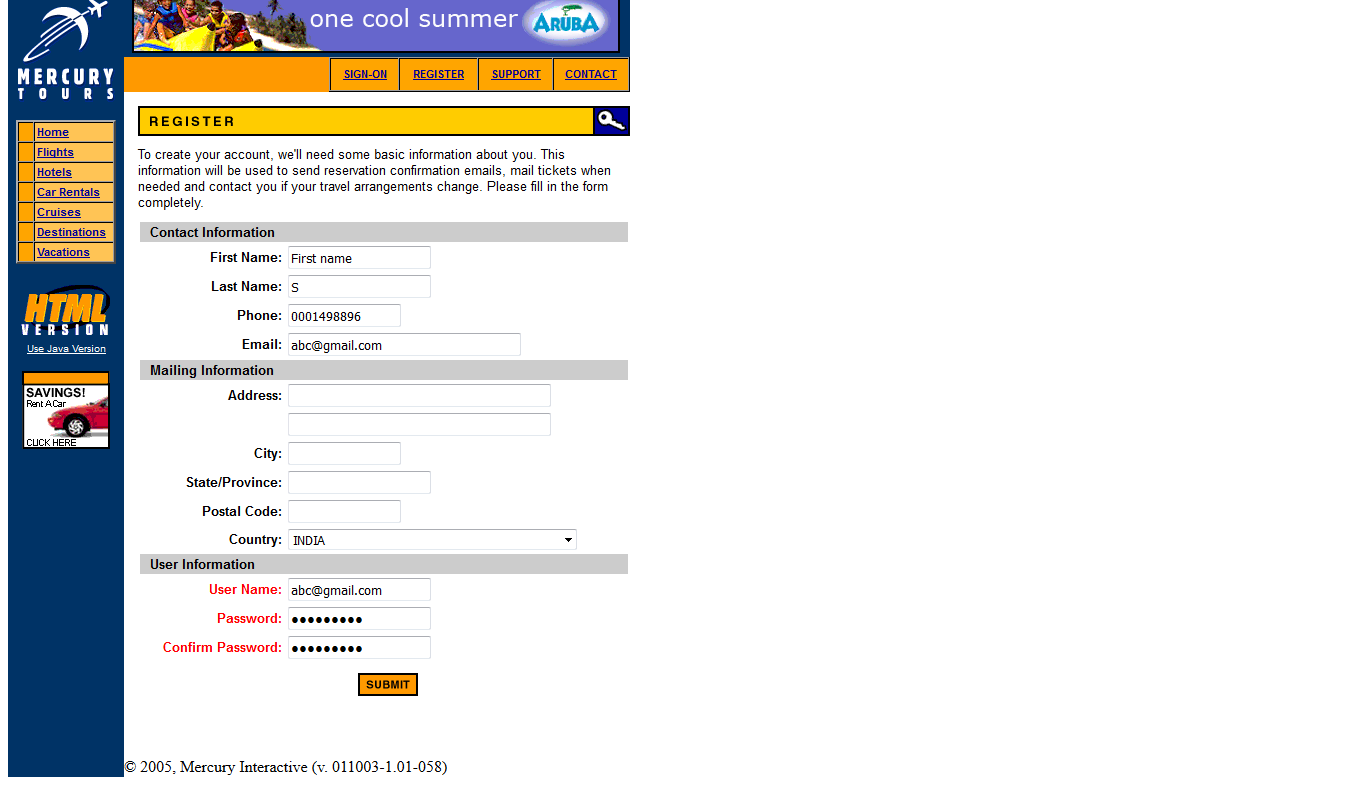 one cool summer ARUBA
MERCURY
TOURS
SIGN-ON REGISTER SUPPORT CONTACT
Home
Flights
Hotels
Car Rentals
Cruises
Destinations
Vacations
HTML
VERSION
Use Java Version
SAVINGS!
Rent A Car
CLICK HERE
REGISTER
To create your account, we'll need some basic information about you. This
information will be used to send reservation confirmation emails, mail tickets when
needed and contact you if your travel arrangements change. Please fill in the form
completely.
Contact Information
First Name: First name
Last Name: S
Phone: 0001498896
Email: abc@gmail.com
Mailing Information
Address:
City:
State/Province:
Postal Code:
Country: INDIA
User Information
User Name: abc@gmail.com
Password: •••••••••
Confirm Password: •••••••••
SUBMIT
© 2005, Mercury Interactive (v. 011003-1.01-058)